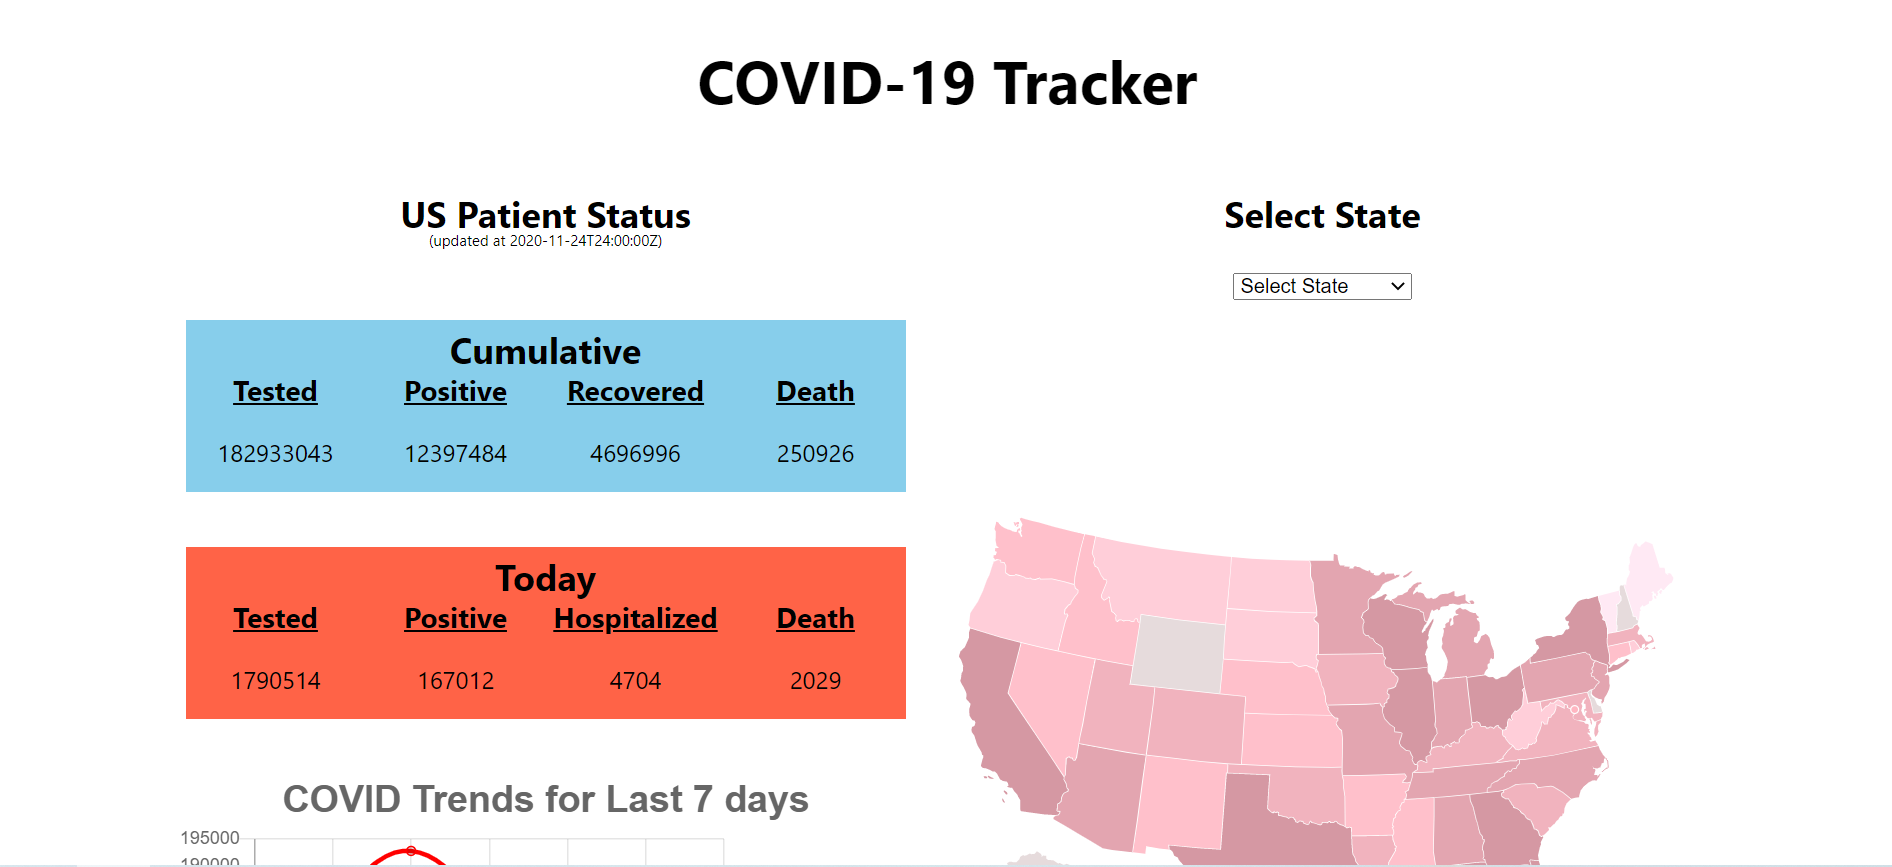 COVID-19 Tracker
US Patient Status
(updated at 2020-11-24T24:00:00Z)
Select State
Select State
Cumulative
Tested Positive Recovered Death
182933043 12397484 4696996 250926
Today
Tested Positive Hospitalized Death
1790514 167012 4704 2029
COVID Trends for Last 7 days
195000
190000